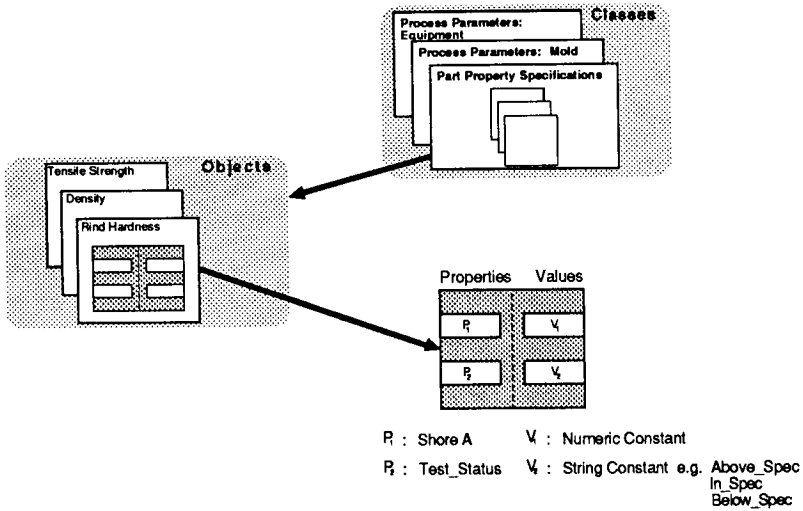 Classes
Process Parameters:
Equipment
Process Parameters: Mold
Part Property Specifications
Objects
Tensile Strength
Density
Rind Hardness
Properties Values
P₁ V₁
P₂ V₂
P₁ : Shore A V₁ : Numeric Constant
P₂ : Test_Status V₂ : String Constant e.g. Above_Spec
In_Spec
Below_Spec